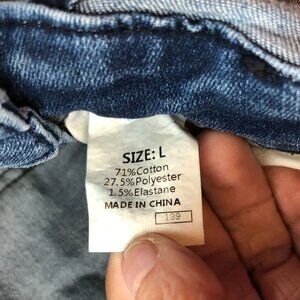 SIZE: L
71%Cotton
27.5%Polyester
1.5%Elastane
MADE IN CHINA
139